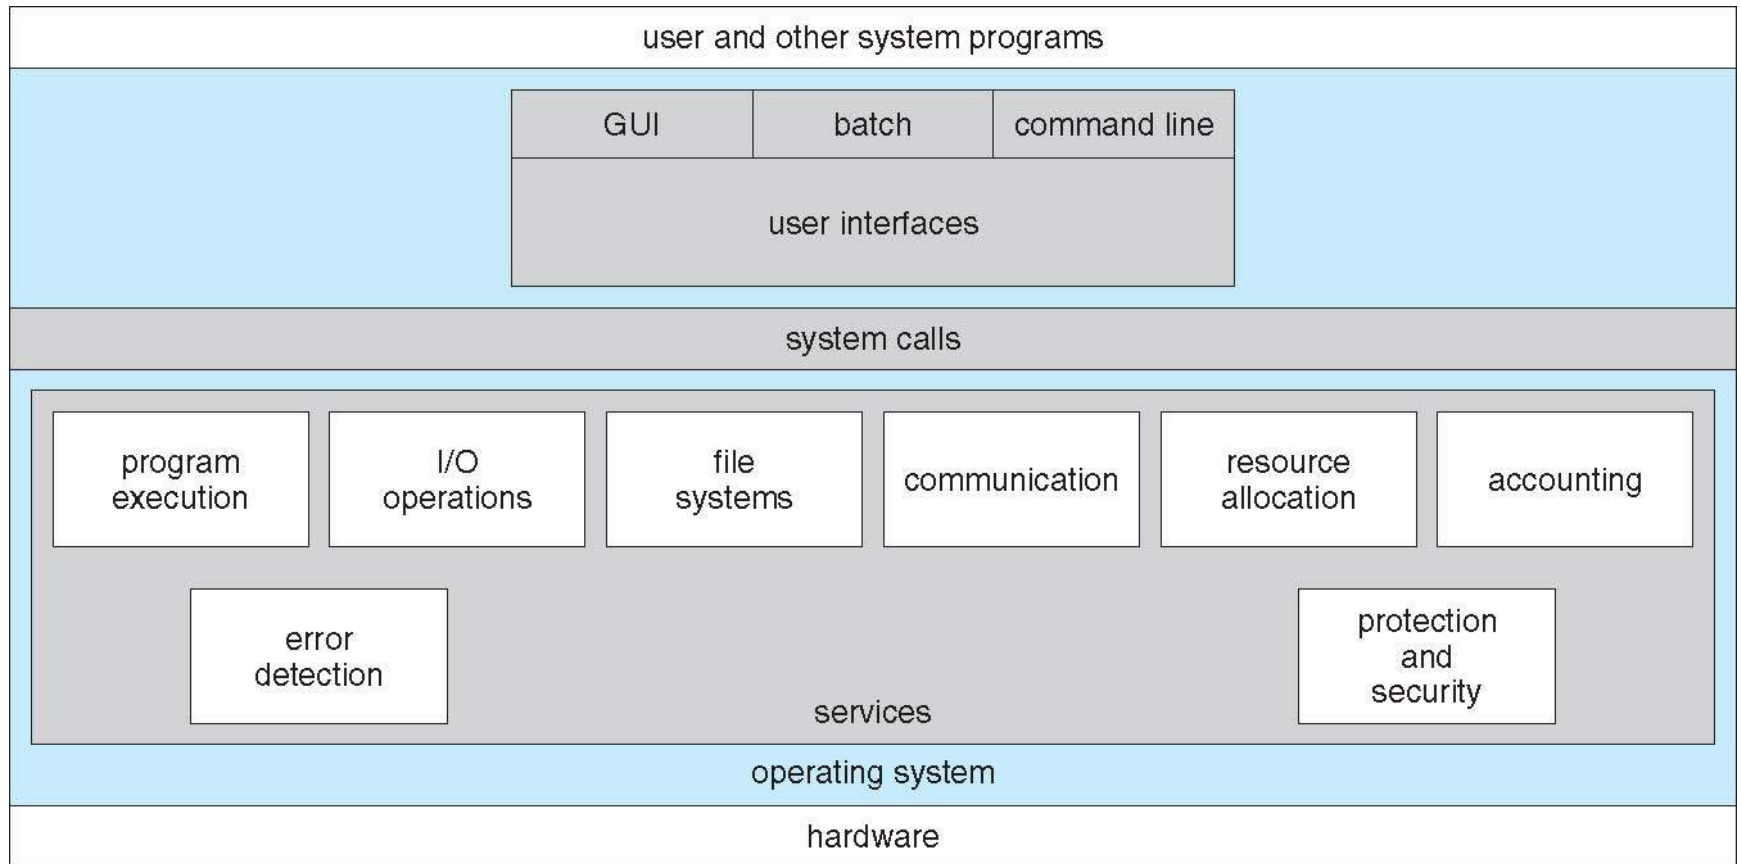 user and other system programs
GUI
batch
command line
user interfaces
system calls
program
execution
I/O
operations
file
systems
communication
resource
allocation
accounting
error
detection
protection
and
security
services
operating system
hardware